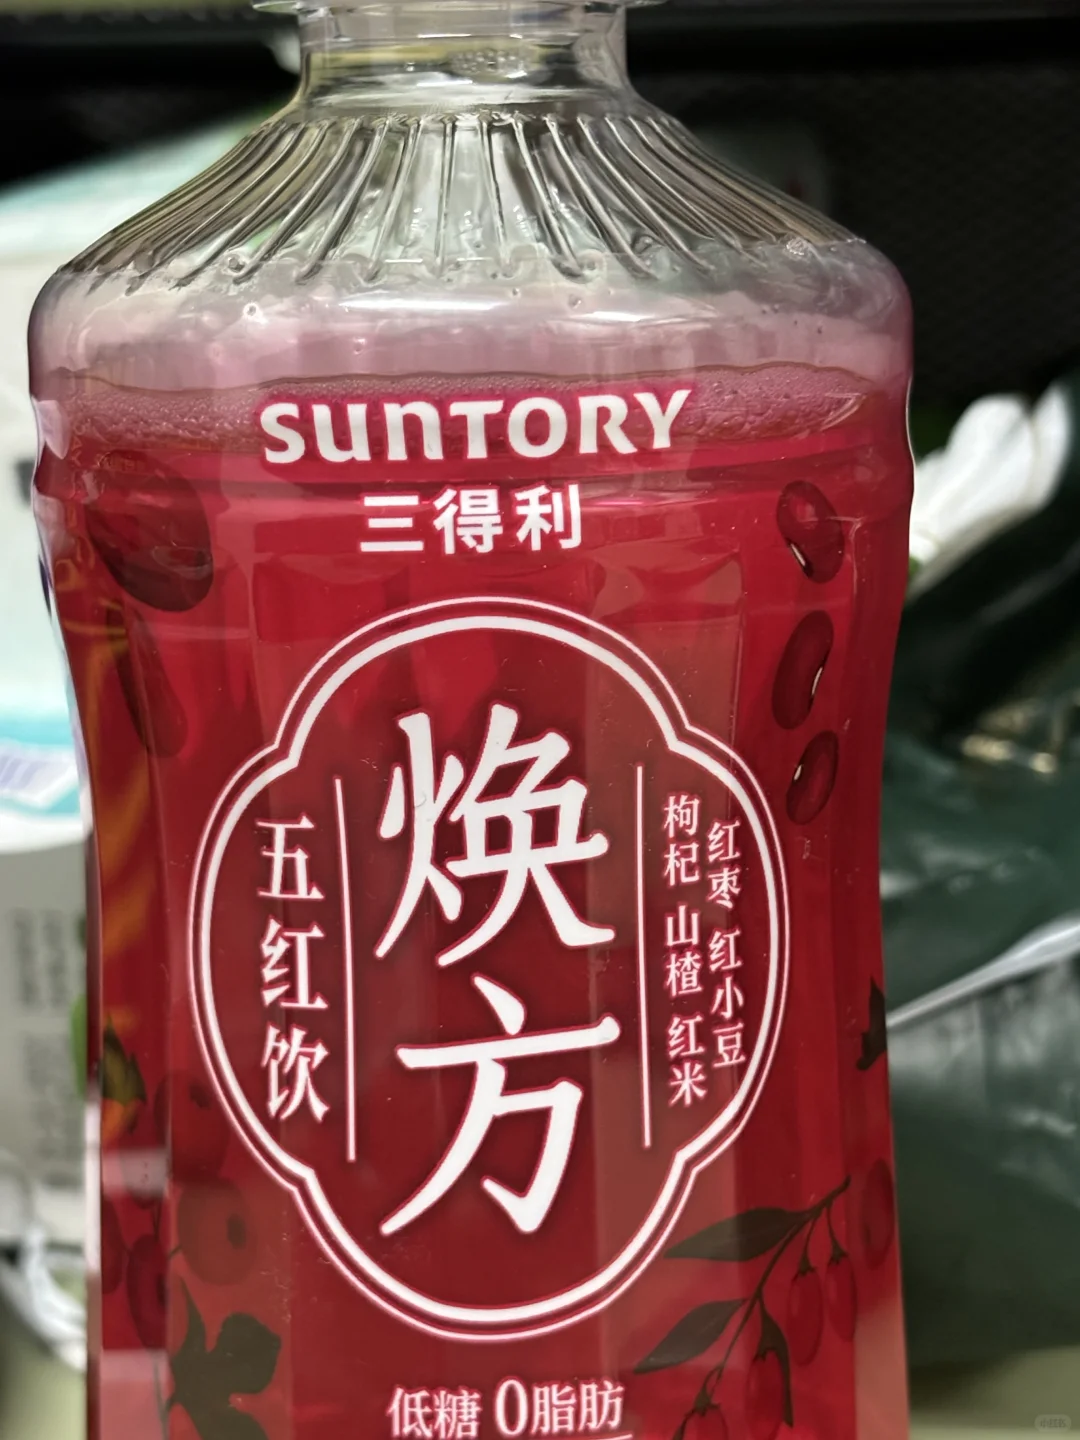 SUNTORY
三得利
焕方
五红饮
红枣 红小豆
枸杞 山楂 红米
低糖 0脂肪